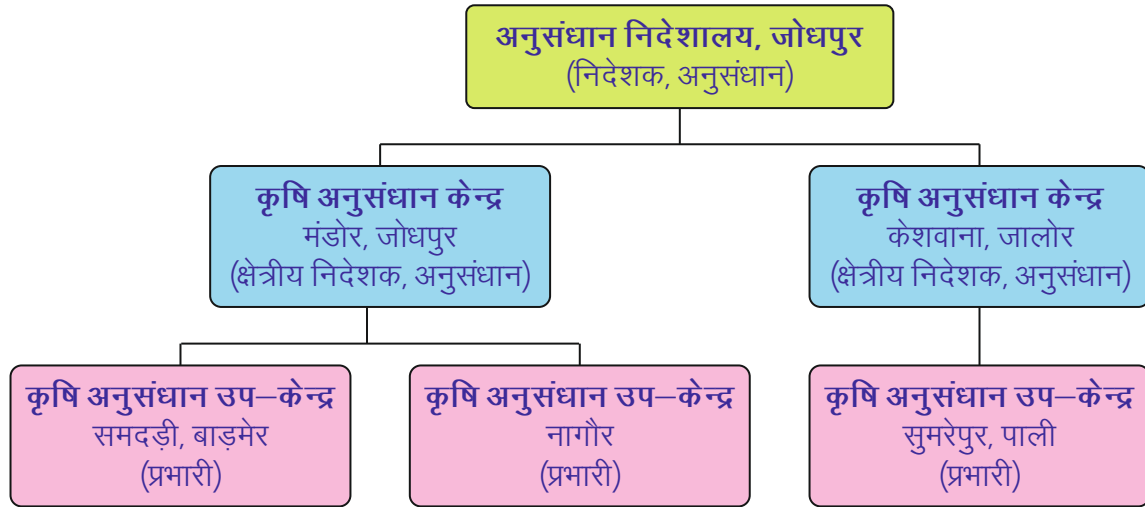 अनुसंधान निदेशालय, जोधपुर
(निदेशक, अनुसंधान)
कृषि अनुसंधान केन्द्र
मंडोर, जोधपुर
(क्षेत्रीय निदेशक, अनुसंधान)
कृषि अनुसंधान केन्द्र
केशवाना, जालोर
(क्षेत्रीय निदेशक, अनुसंधान)
कृषि अनुसंधान उप–केन्द्र
समदड़ी, बाड़मेर
(प्रभारी)
कृषि अनुसंधान उप–केन्द्र
नागौर
(प्रभारी)
कृषि अनुसंधान उप–केन्द्र
सुमरेपुर, पाली
(प्रभारी)